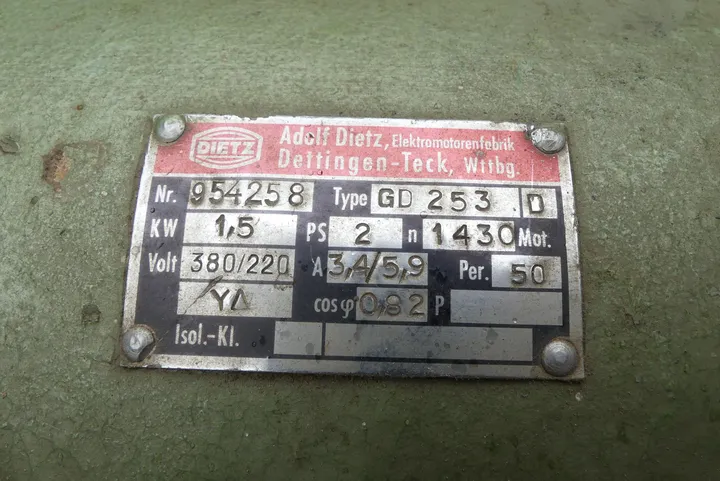 DIETZ
Adolf Dietz, Elektromotorenfabrik
Dettingen-Teck, Wttbg.
Nr. 954258 Type GD 253 D
KW 1,5 PS 2 n 1430 Mot.
Volt 380/220 A 3,4/5,9 Per. 50
YΔ cos φ 0,82 P
Isol.-Kl.